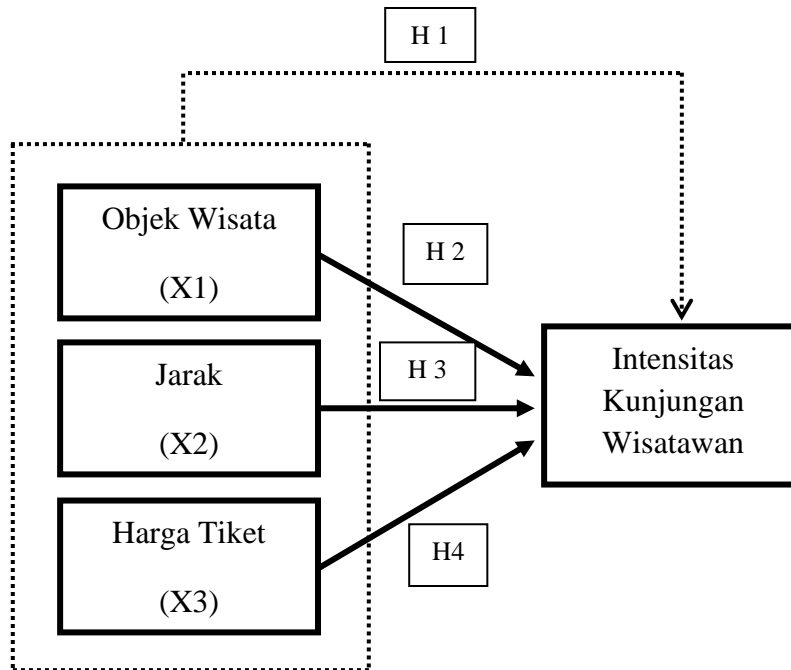 H 1
Objek Wisata
(X1)
H 2
Jarak
(X2)
H 3
Intensitas
Kunjungan
Wisatawan
Harga Tiket
(X3)
H4